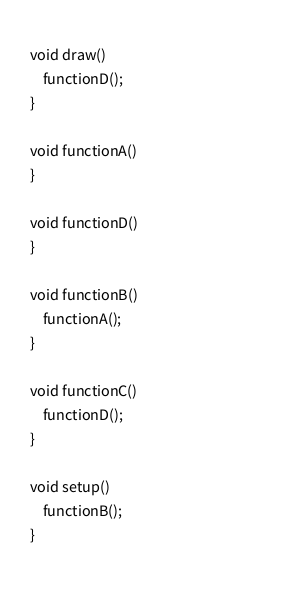 void draw()
    functionD();
}

void functionA()
}

void functionD()
}

void functionB()
    functionA();
}

void functionC()
    functionD();
}

void setup()
    functionB();
}